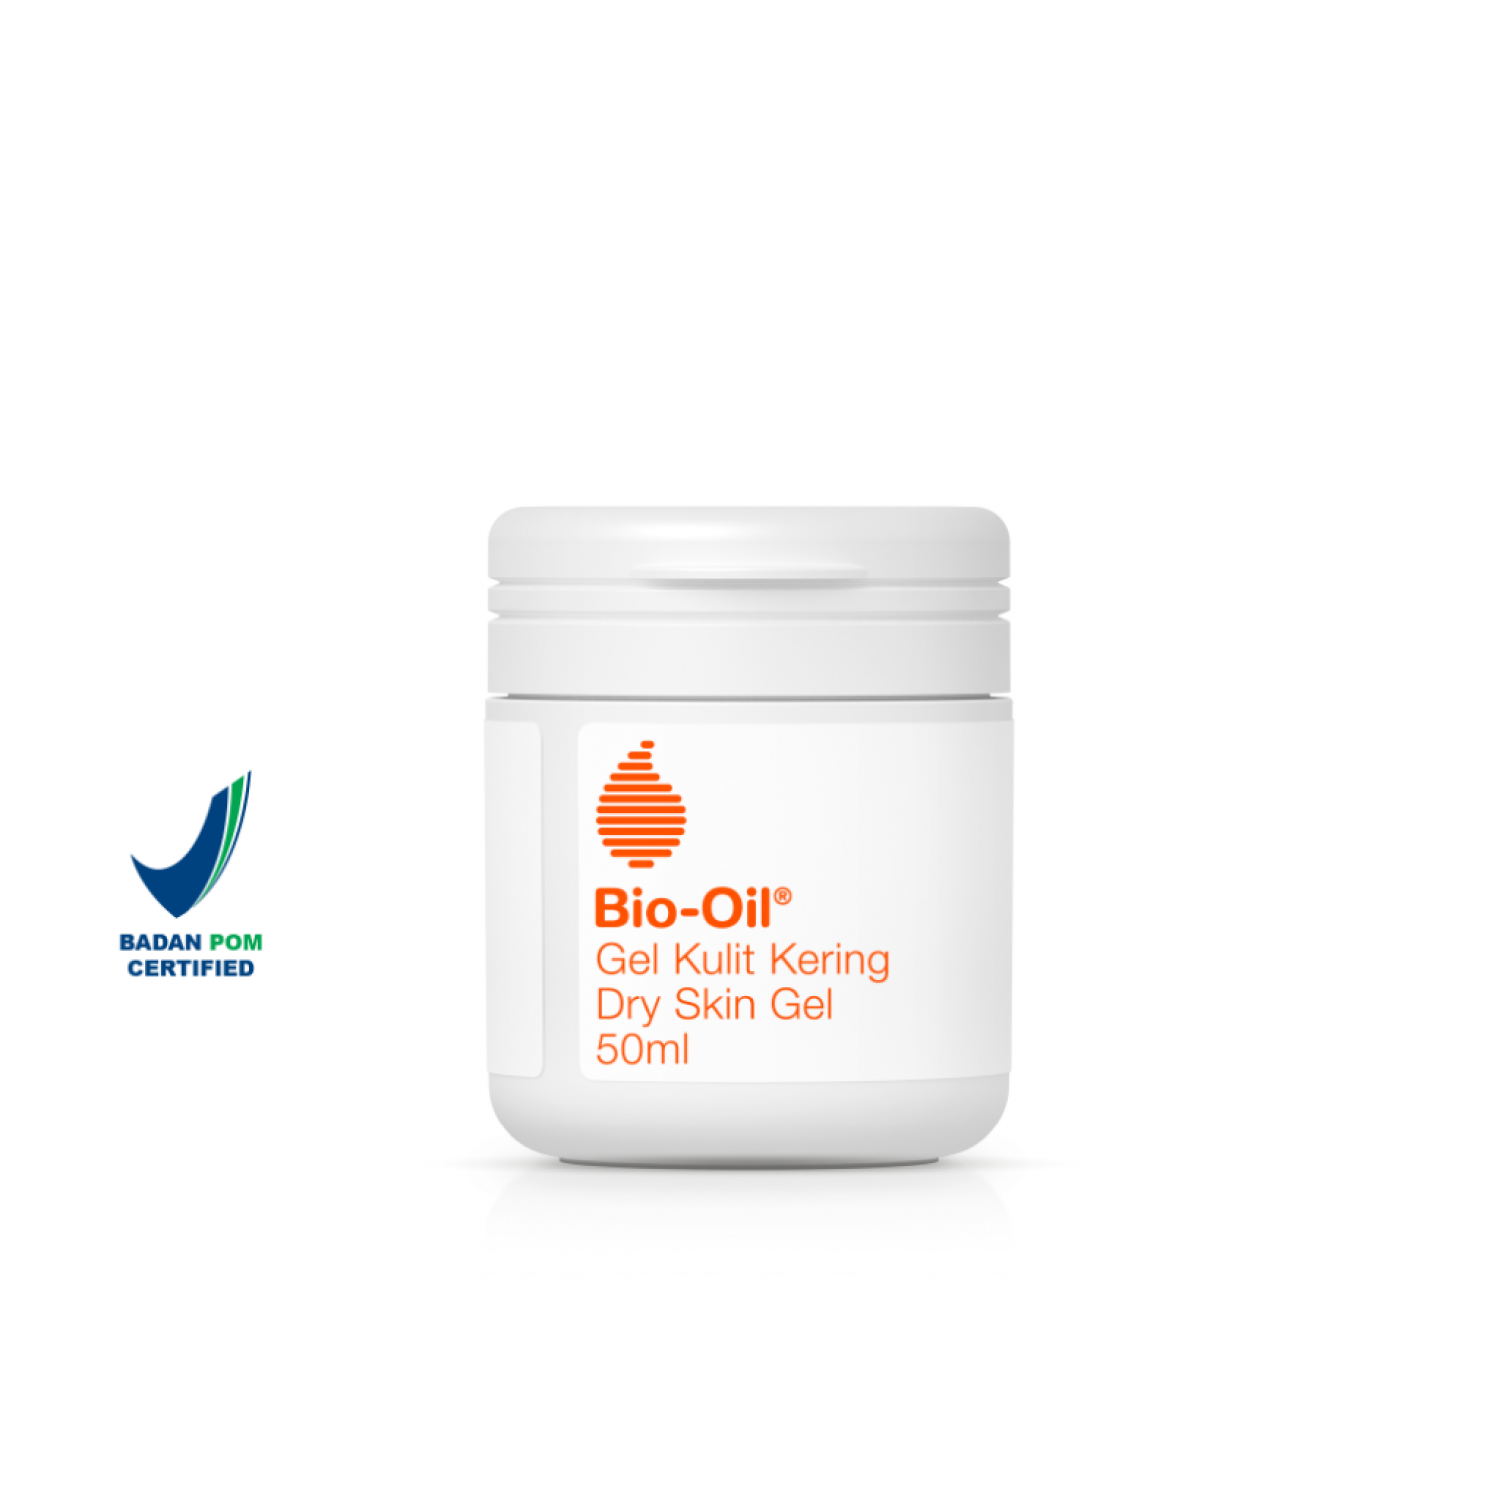 BADAN POM
CERTIFIED
Bio-Oil®
Gel Kulit Kering
Dry Skin Gel
50ml